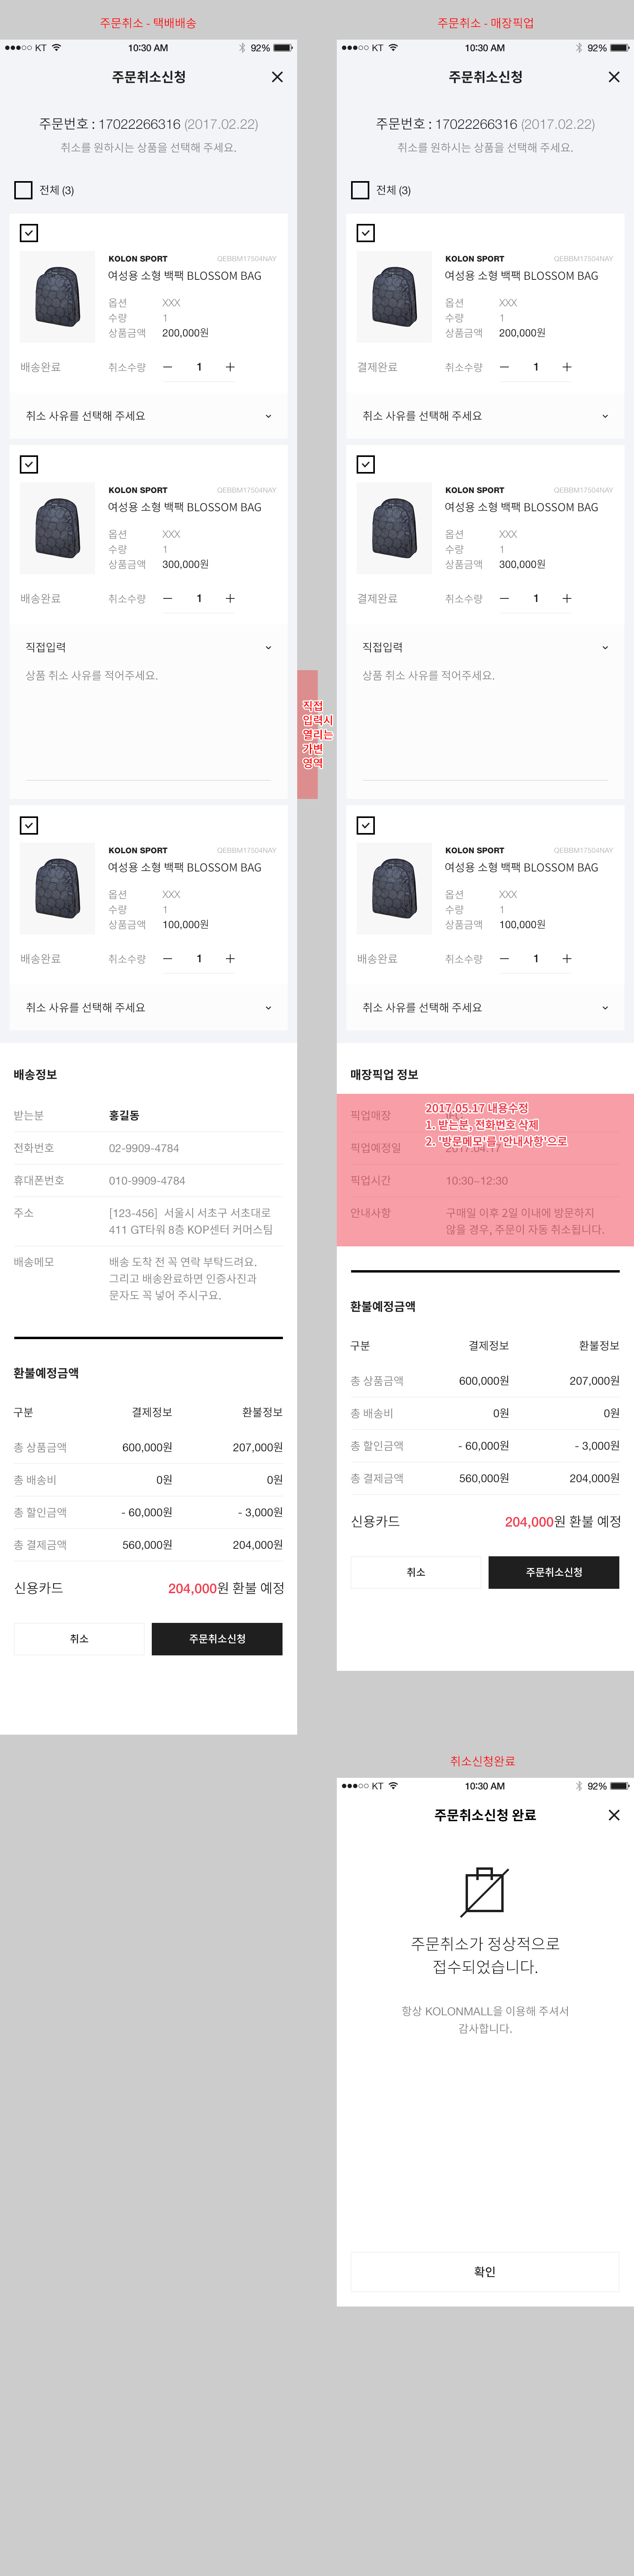 주문취소 - 택배배송
KT
10:30 AM
92%
주문취소신청
주문번호 : 17022266316 (2017.02.22)
취소를 원하시는 상품을 선택해 주세요.
전체 (3)
KOLON SPORT
QEBBM17504NAY
여성용 소형 백팩 BLOSSOM BAG
옵션 XXX
수량 1
상품금액 200,000원
배송완료
취소수량 1
취소 사유를 선택해 주세요
KOLON SPORT
QEBBM17504NAY
여성용 소형 백팩 BLOSSOM BAG
옵션 XXX
수량 1
상품금액 300,000원
배송완료
취소수량 1
직접입력
상품 취소 사유를 적어주세요.
직접
입력시
열리는
가변
영역
KOLON SPORT
QEBBM17504NAY
여성용 소형 백팩 BLOSSOM BAG
옵션 XXX
수량 1
상품금액 100,000원
배송완료
취소수량 1
취소 사유를 선택해 주세요
배송정보
받는분 홍길동
전화번호 02-9909-4784
휴대폰번호 010-9909-4784
주소 [123-456] 서울시 서초구 서초대로
411 GT타워 8층 KOP센터 커머스팀
배송메모 배송 도착 전 꼭 연락 부탁드려요.
그리고 배송완료하면 인증사진과
문자도 꼭 넣어 주시구요.
환불예정금액
구분 결제정보 환불정보
총 상품금액 600,000원 207,000원
총 배송비 0원 0원
총 할인금액 - 60,000원 - 3,000원
총 결제금액 560,000원 204,000원
신용카드 204,000원 환불 예정
취소 주문취소신청
주문취소 - 매장픽업
KT
10:30 AM
92%
주문취소신청
주문번호 : 17022266316 (2017.02.22)
취소를 원하시는 상품을 선택해 주세요.
전체 (3)
KOLON SPORT
QEBBM17504NAY
여성용 소형 백팩 BLOSSOM BAG
옵션 XXX
수량 1
상품금액 200,000원
결제완료
취소수량 1
취소 사유를 선택해 주세요
KOLON SPORT
QEBBM17504NAY
여성용 소형 백팩 BLOSSOM BAG
옵션 XXX
수량 1
상품금액 300,000원
결제완료
취소수량 1
직접입력
상품 취소 사유를 적어주세요.
KOLON SPORT
QEBBM17504NAY
여성용 소형 백팩 BLOSSOM BAG
옵션 XXX
수량 1
상품금액 100,000원
배송완료
취소수량 1
취소 사유를 선택해 주세요
매장픽업 정보
2017.05.17 내용수정
1. 받는분, 전화번호 삭제
2. '방문메모'를 '안내사항'으로
픽업매장
픽업예정일 2017.04.17
픽업시간 10:30~12:30
안내사항 구매일 이후 2일 이내에 방문하지
않을 경우, 주문이 자동 취소됩니다.
환불예정금액
구분 결제정보 환불정보
총 상품금액 600,000원 207,000원
총 배송비 0원 0원
총 할인금액 - 60,000원 - 3,000원
총 결제금액 560,000원 204,000원
신용카드 204,000원 환불 예정
취소 주문취소신청
취소신청완료
KT
10:30 AM
92%
주문취소신청 완료
주문취소가 정상적으로
접수되었습니다.
항상 KOLONMALL을 이용해 주셔서
감사합니다.
확인